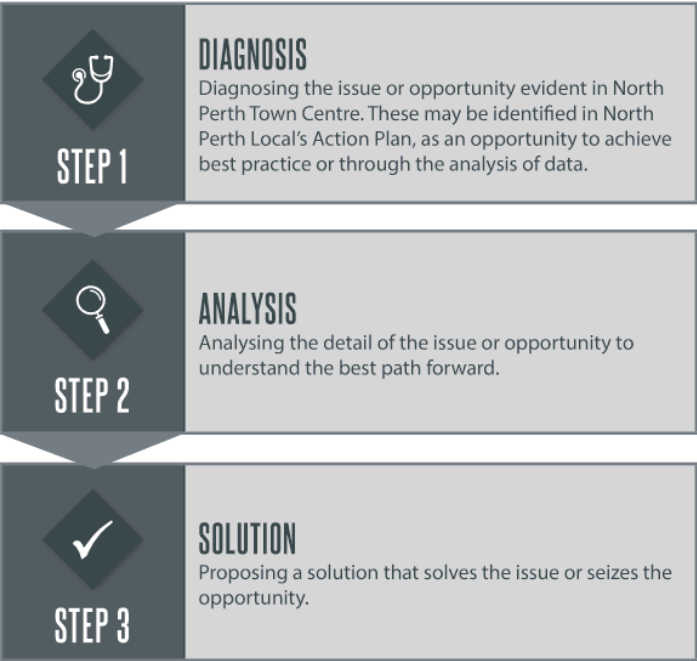 STEP 1
DIAGNOSIS
Diagnosing the issue or opportunity evident in North
Perth Town Centre. These may be identified in North
Perth Local's Action Plan, as an opportunity to achieve
best practice or through the analysis of data.
STEP 2
ANALYSIS
Analysing the detail of the issue or opportunity to
understand the best path forward.
STEP 3
SOLUTION
Proposing a solution that solves the issue or seizes the
opportunity.